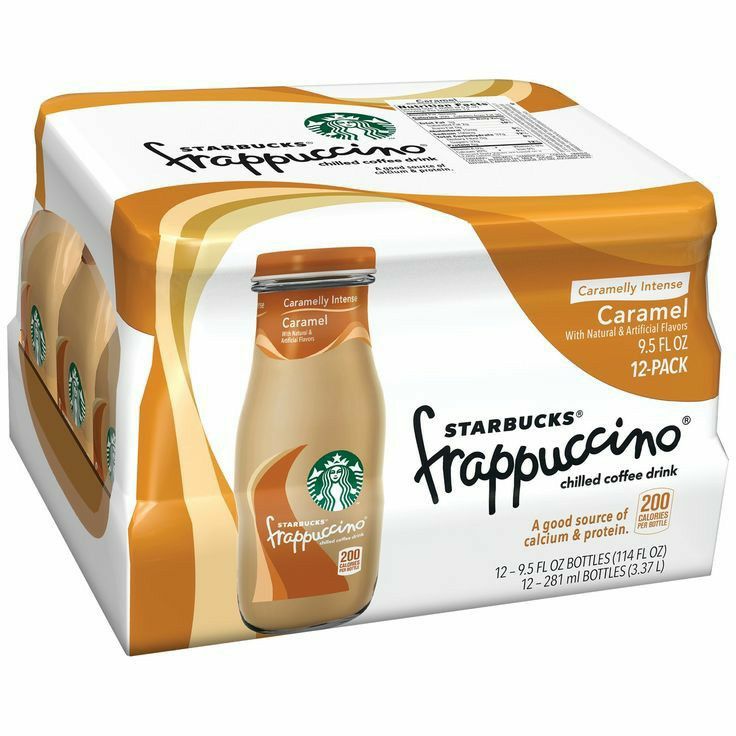 STARBUCKS®
frappuccino®
chilled coffee drink
A good source of
calcium & protein.
Caramel
Nutrition Facts
Caramelly Intense
Caramel
With Natural & Artificial Flavors
9.5 FL OZ
12-PACK
Caramelly Intense
Caramel
With Natural &
Artificial Flavors
STARBUCKS®
frappuccino®
chilled coffee drink
200
CALORIES
PER BOTTLE
STARBUCKS®
frappuccino®
chilled coffee drink
A good source of
calcium & protein.
200
CALORIES
PER BOTTLE
12 – 9.5 FL OZ BOTTLES (114 FL OZ)
12 – 281 ml BOTTLES (3.37 L)